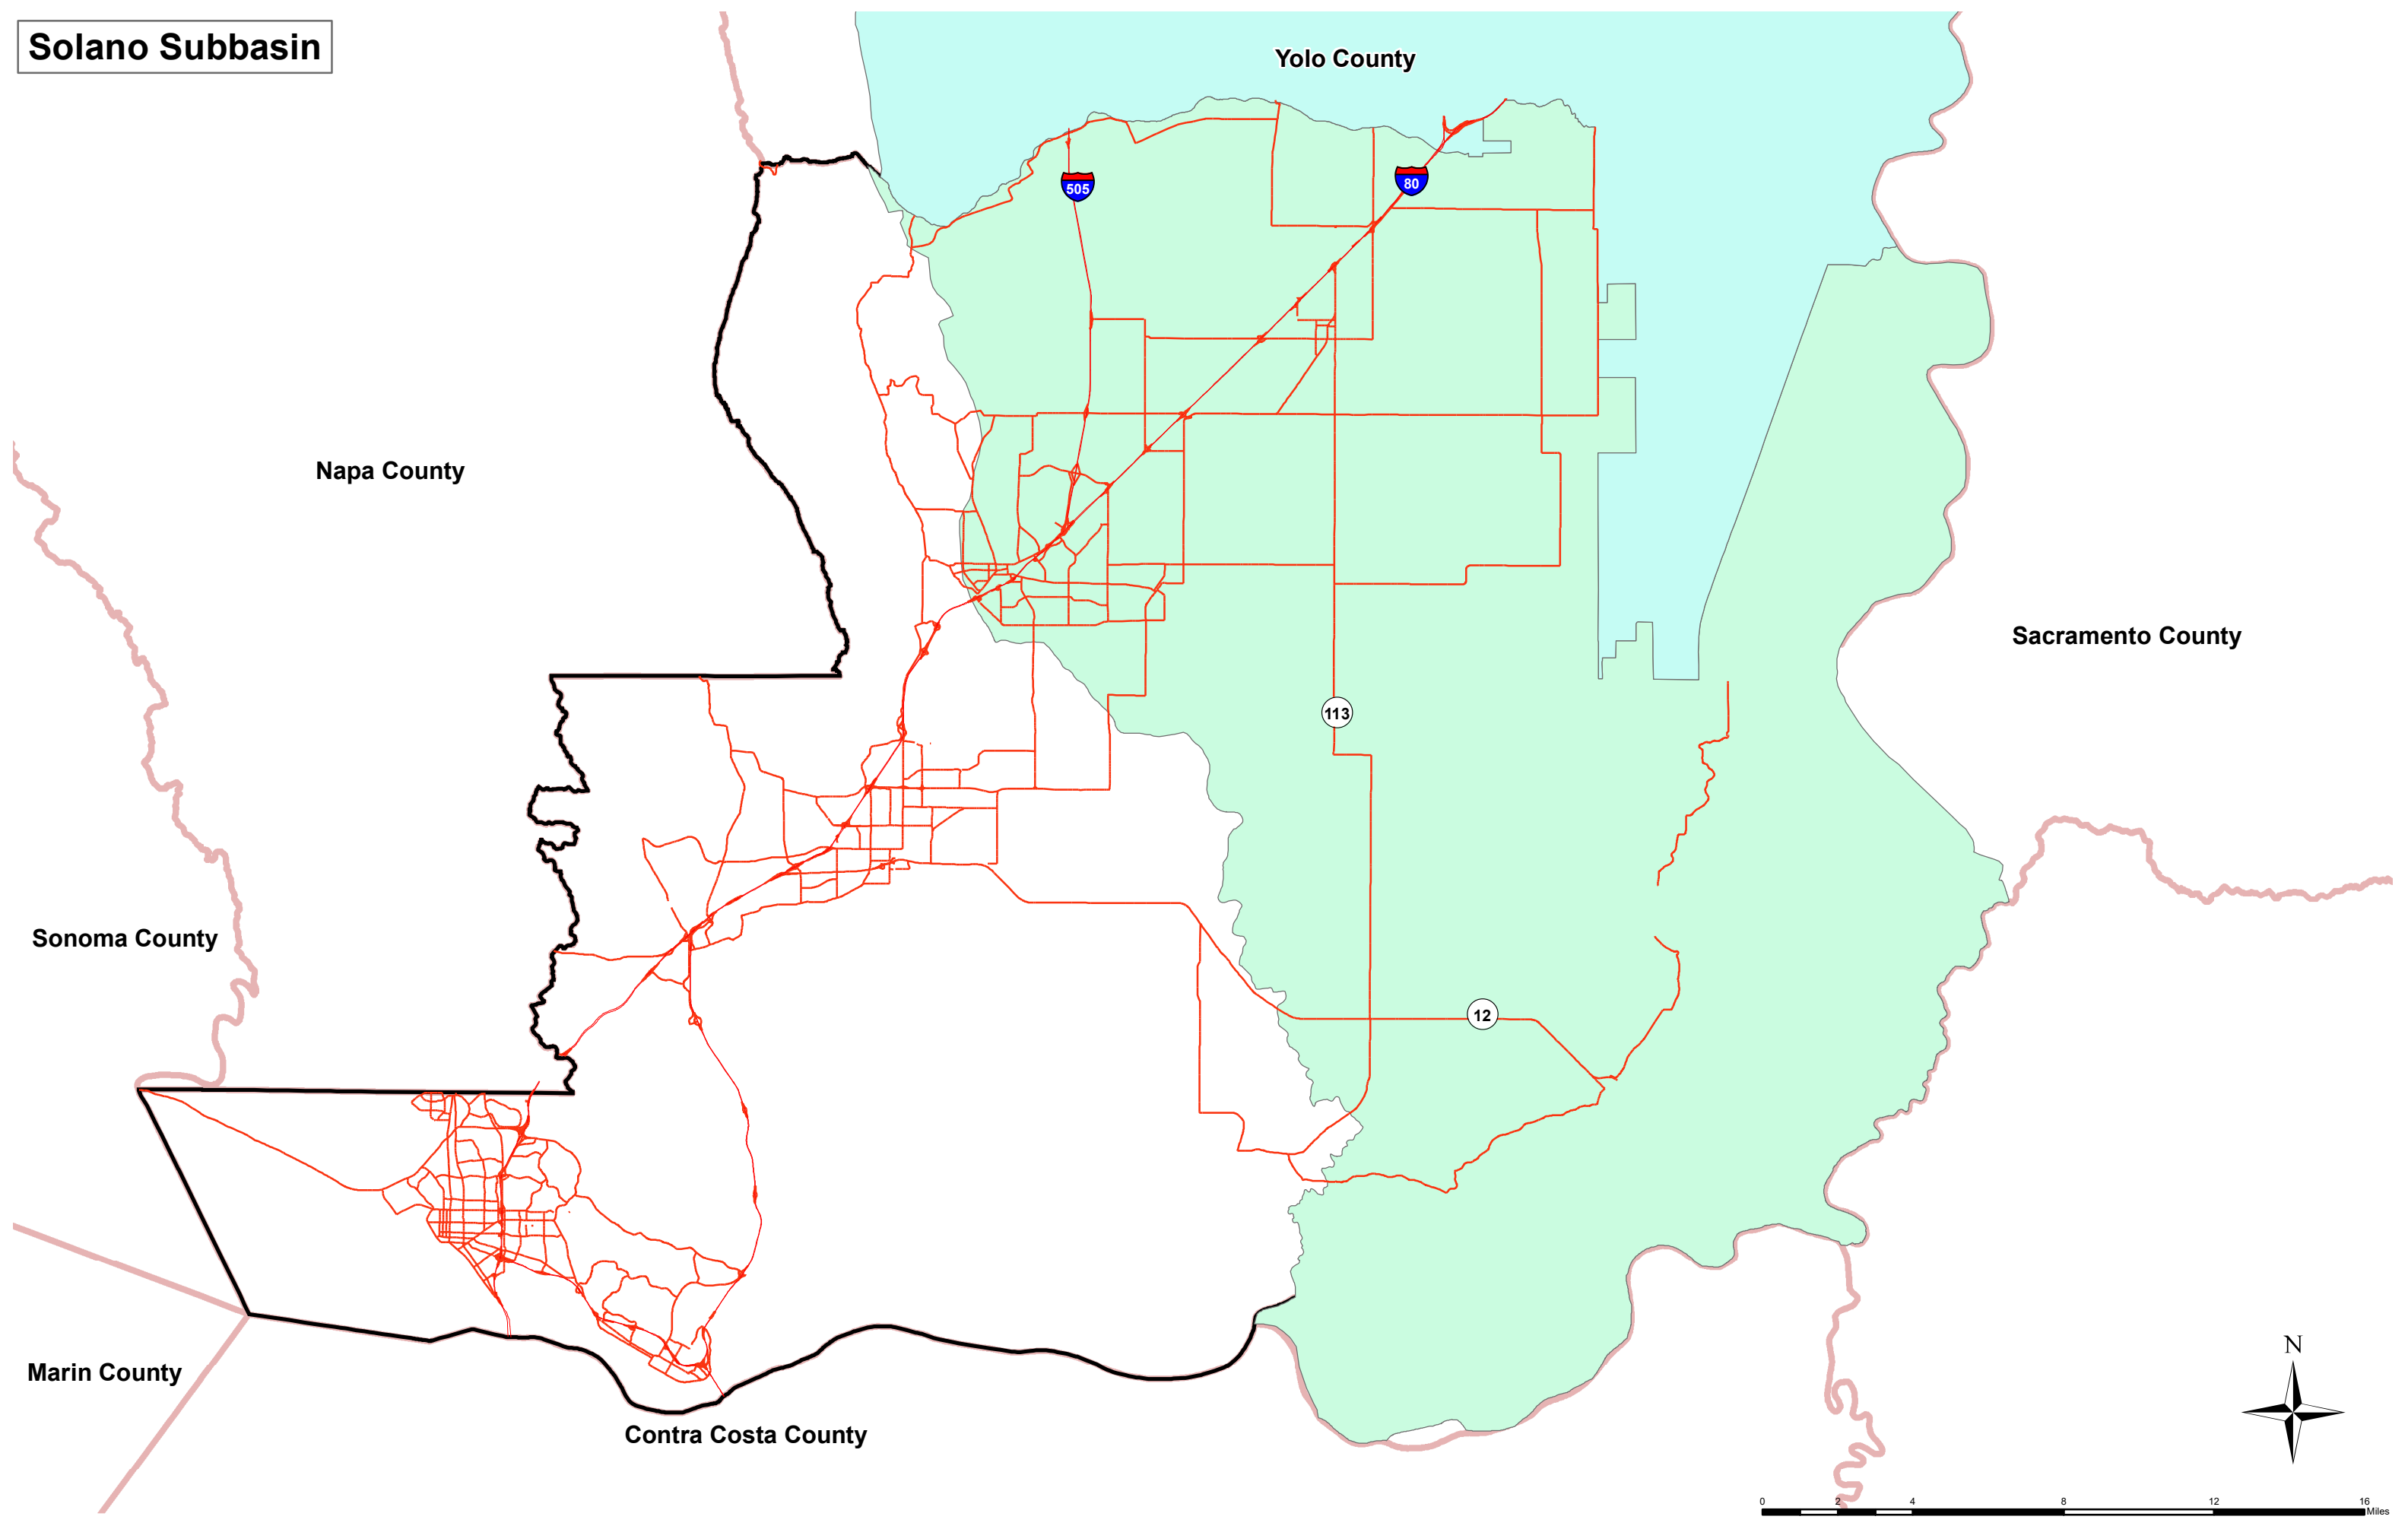 Solano Subbasin
Yolo County
505
80
Napa County
Sacramento County
113
Sonoma County
12
Marin County
Contra Costa County
N
0 2 4 8 12 16
Miles